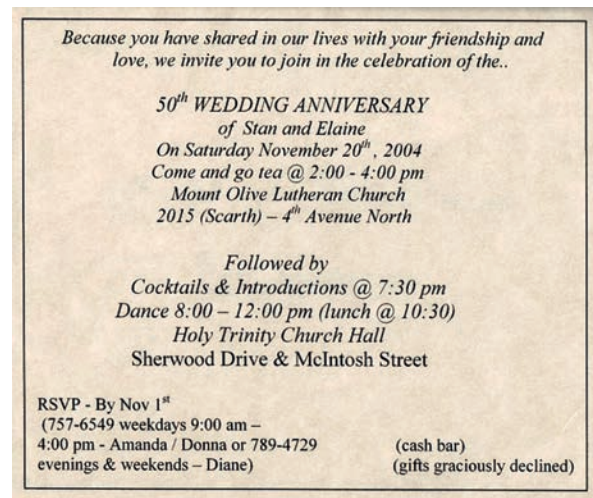 Because you have shared in our lives with your friendship and
love, we invite you to join in the celebration of the..
50th WEDDING ANNIVERSARY
of Stan and Elaine
On Saturday November 20th , 2004
Come and go tea @ 2:00 - 4:00 pm
Mount Olive Lutheran Church
2015 (Scarth) – 4th Avenue North
Followed by
Cocktails & Introductions @ 7:30 pm
Dance 8:00 – 12:00 pm (lunch @ 10:30)
Holy Trinity Church Hall
Sherwood Drive & McIntosh Street
RSVP - By Nov 1st
(757-6549 weekdays 9:00 am –
4:00 pm - Amanda / Donna or 789-4729
evenings & weekends – Diane)
(cash bar)
(gifts graciously declined)